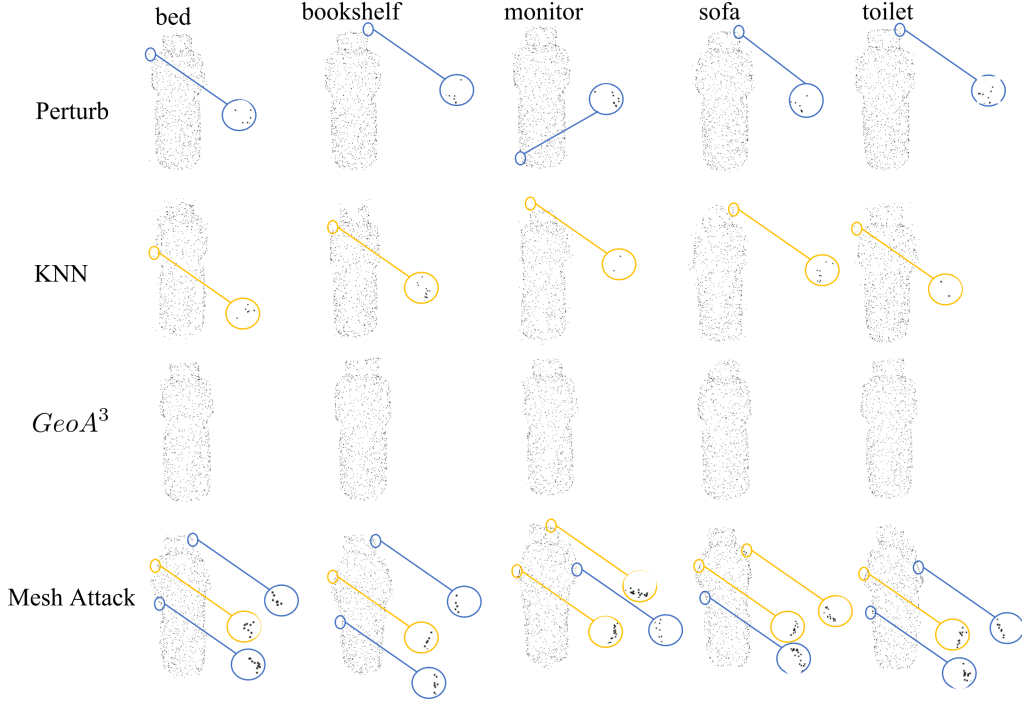 bed bookshelf monitor sofa toilet
Perturb
KNN
GeoA³
Mesh Attack